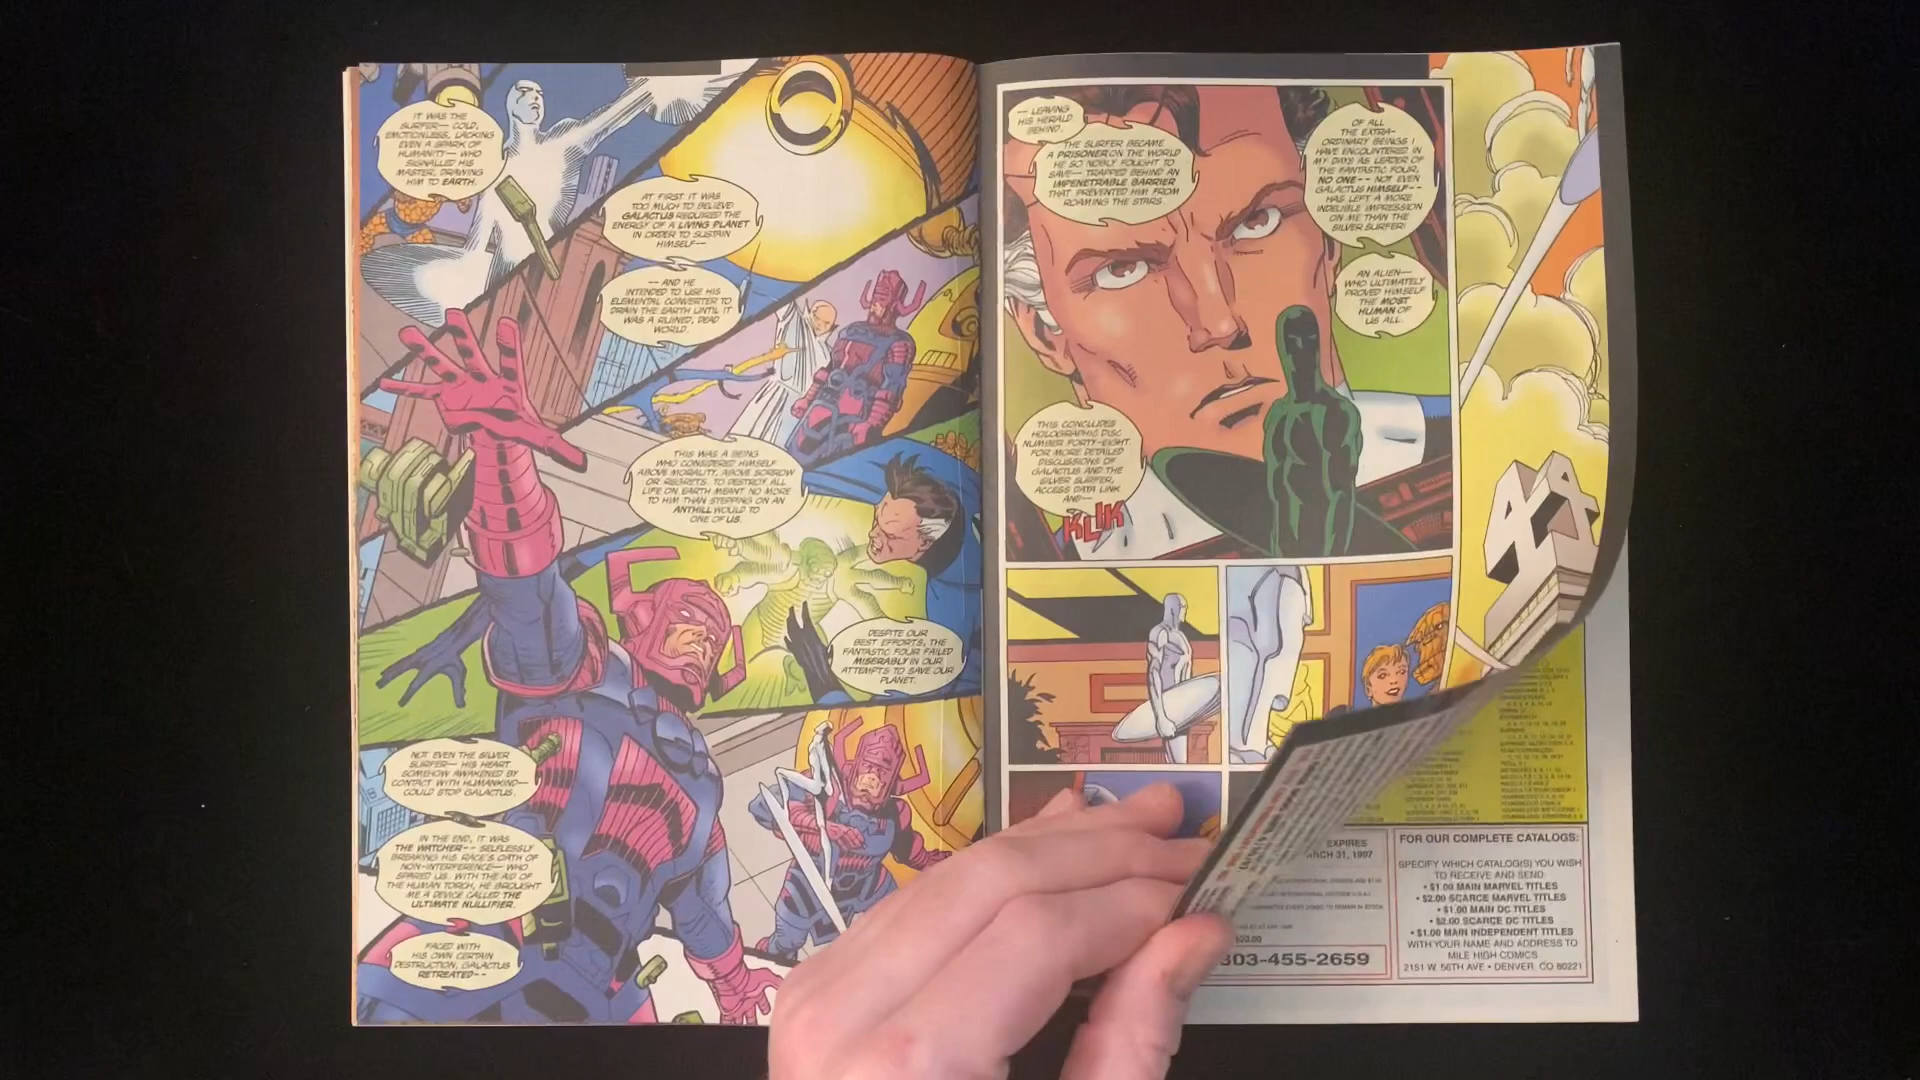 IT WAS THE
SURFER-- COLD,
EMOTIONLESS, LACKING
EVEN A SPARK OF
HUMANITY-- WHO
SIGNALLED HIS
MASTER, DRAWING
HIM TO EARTH.
AT FIRST IT WAS
TOO MUCH TO BELIEVE:
GALACTUS REQUIRED THE
ENERGY OF A LIVING PLANET
IN ORDER TO SUSTAIN
HIMSELF--
-- AND HE
INTENDED TO USE HIS
ELEMENTAL CONVERTER TO
DRAIN THE EARTH UNTIL IT
WAS A RUINED, DEAD
WORLD.
THIS WAS A BEING
WHO CONSIDERED HIMSELF
ABOVE MORALITY, ABOVE SORROW
OR REGRETS. TO DESTROY ALL
LIFE ON EARTH MEANT NO MORE
TO HIM THAN STEPPING ON AN
ANTHILL WOULD TO
ONE OF US.
DESPITE OUR
BEST EFFORTS, THE
FANTASTIC FOUR FAILED
MISERABLY IN OUR
ATTEMPTS TO SAVE OUR
PLANET.
NOT EVEN THE SILVER
SURFER-- HIS HEART
SOMEHOW AWAKENED BY
CONTACT WITH HUMANKIND--
COULD STOP GALACTUS.
IN THE END, IT WAS
THE WATCHER-- SELFLESSLY
BREAKING HIS RACE'S OATH OF
NON-INTERFERENCE-- WHO
SPARED US. WITH THE AID OF
THE HUMAN TORCH, HE BROUGHT
ME A DEVICE CALLED THE
ULTIMATE NULLIFIER.
FACED WITH
HIS OWN CERTAIN
DESTRUCTION, GALACTUS
RETREATED--
-- LEAVING
HIS HERALD
BEHIND.
THE SURFER BECAME
A PRISONER ON THE WORLD
HE SO NOBLY FOUGHT TO
SAVE-- TRAPPED BEHIND AN
IMPENETRABLE BARRIER
THAT PREVENTED HIM FROM
ROAMING THE STARS.
OF ALL
THE EXTRA-
ORDINARY BEINGS I
HAVE ENCOUNTERED IN
MY DAYS AS LEADER OF
THE FANTASTIC FOUR,
NO ONE-- NOT EVEN
GALACTUS HIMSELF--
HAS LEFT A MORE
INDELIBLE IMPRESSION
ON ME THAN THE
SILVER SURFER!
AN ALIEN--
WHO ULTIMATELY
PROVED HIMSELF
THE MOST
HUMAN OF
US ALL.
THIS CONCLUDES
HOLOGRAPHIC DISC
NUMBER FORTY-EIGHT.
FOR MORE DETAILED
DISCUSSIONS OF
GALACTUS AND THE
SILVER SURFER,
ACCESS DATA LINK
AND--
KLIK
4
EXPIRES
RCH 31, 1997
303-455-2659
FOR OUR COMPLETE CATALOGS:
SPECIFY WHICH CATALOG(S) YOU WISH
TO RECEIVE AND SEND
• $1.00 MAIN MARVEL TITLES
• $2.00 SCARCE MARVEL TITLES
• $1.00 MAIN DC TITLES
• $2.00 SCARCE DC TITLES
• $1.00 MAIN INDEPENDENT TITLES
WITH YOUR NAME AND ADDRESS TO
MILE HIGH COMICS
2151 W. 56TH AVE • DENVER, CO 80221